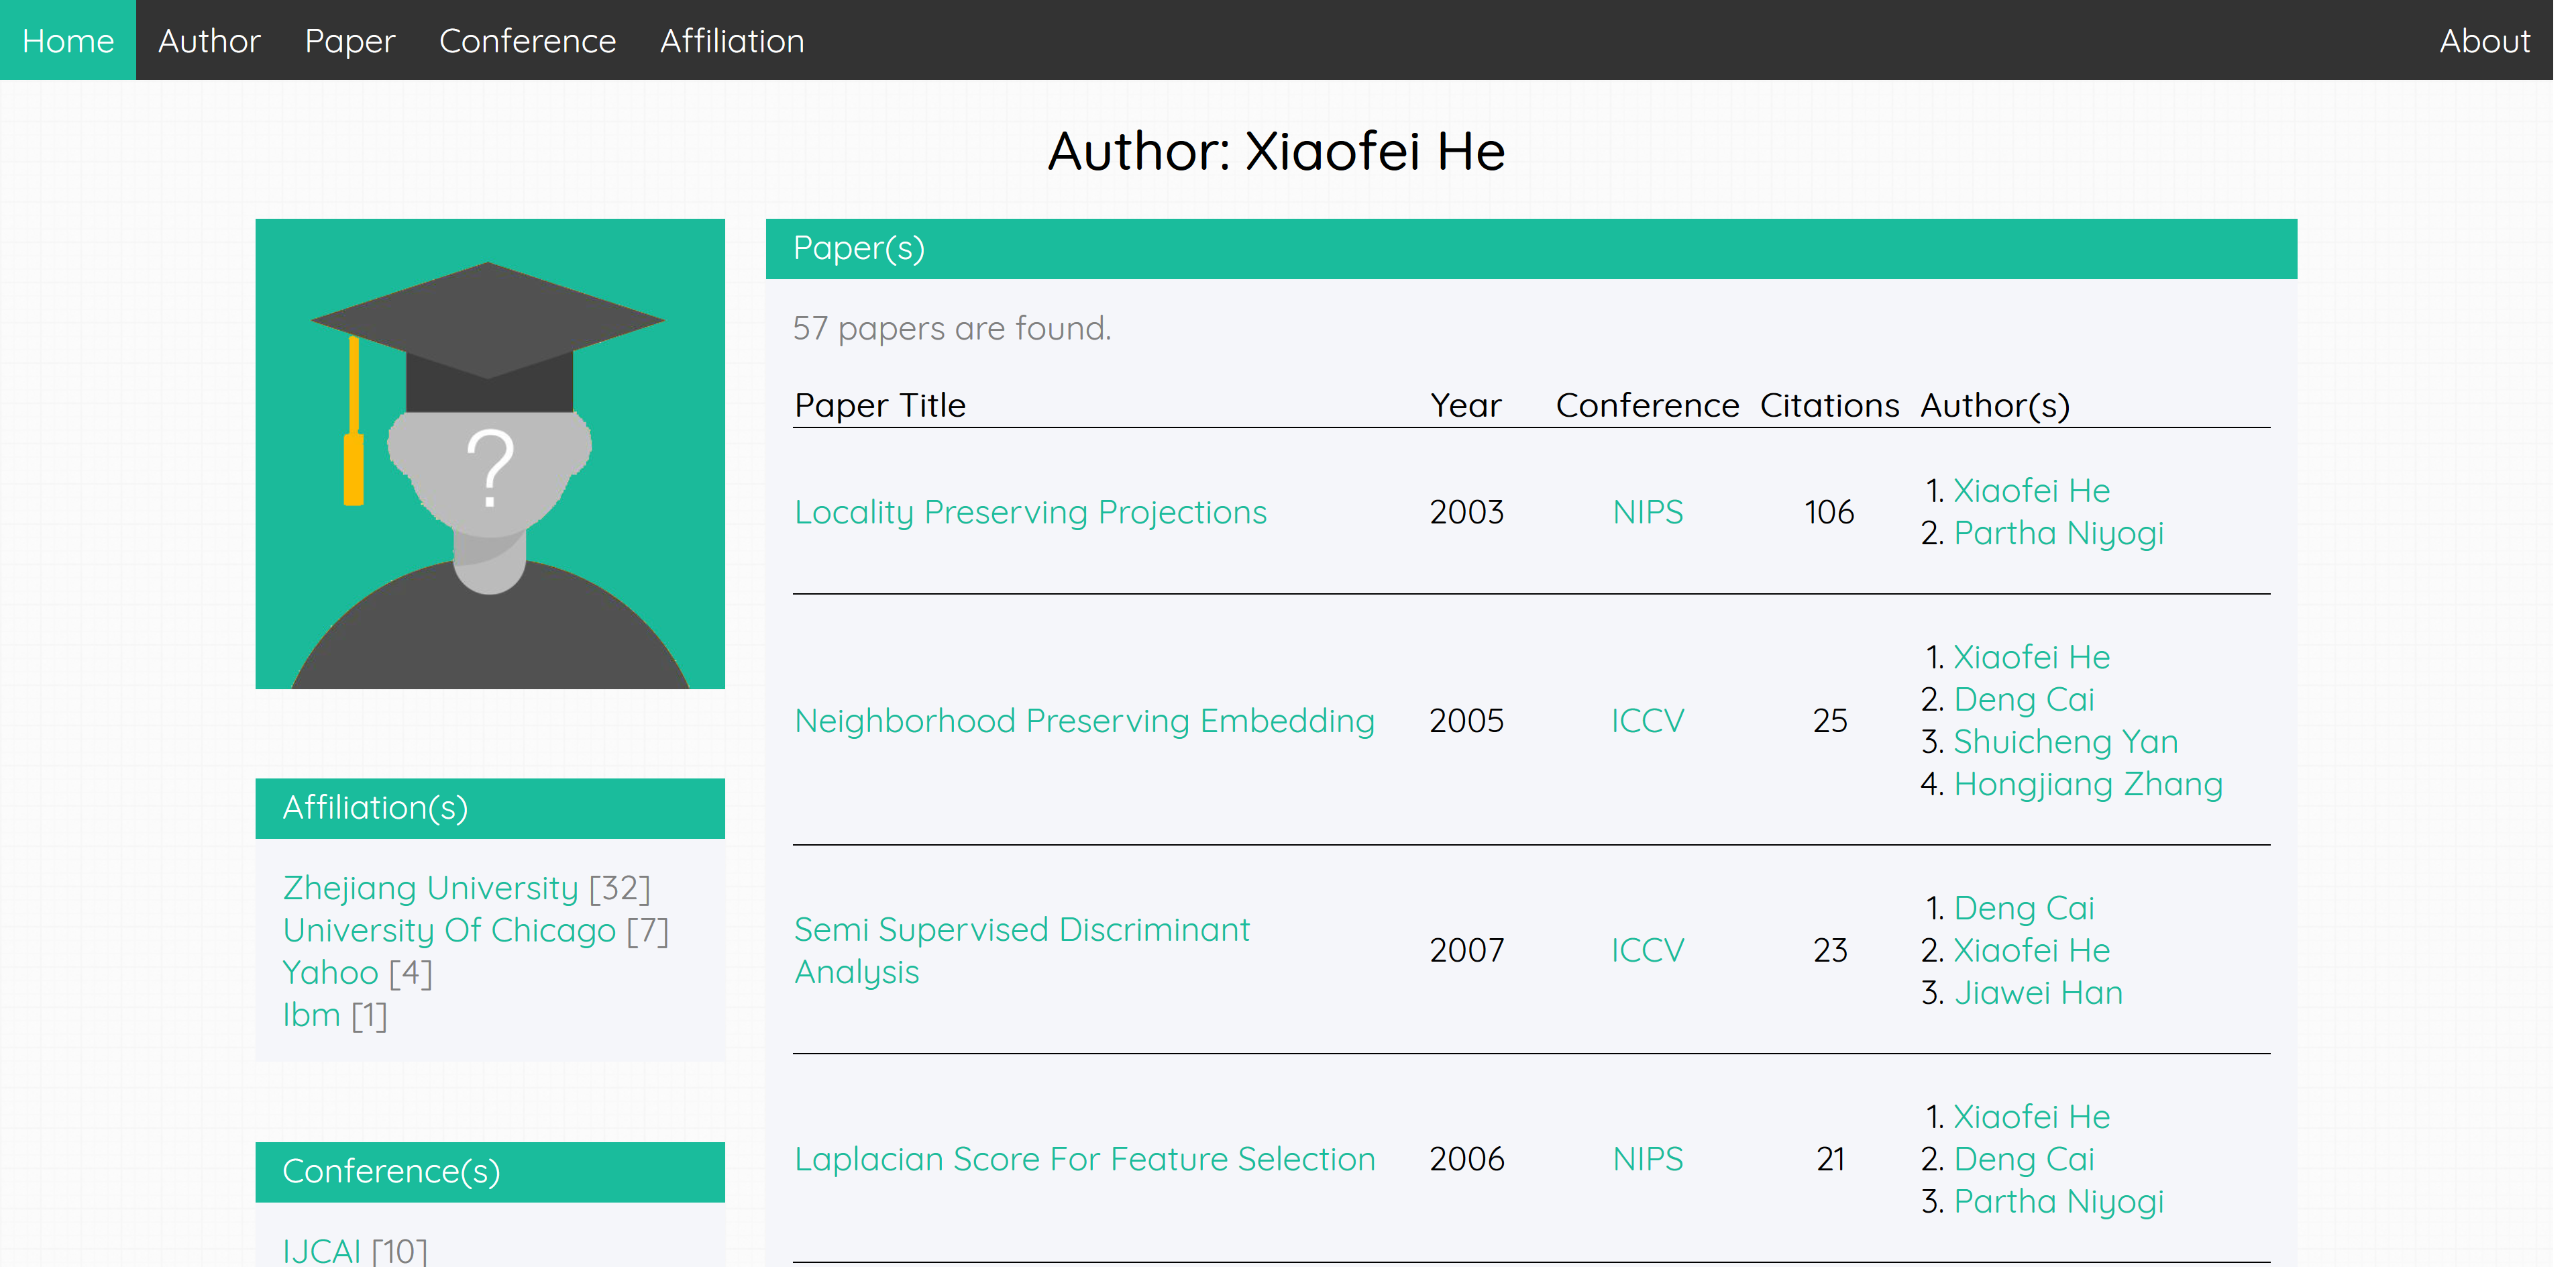 Home Author Paper Conference Affiliation About
Author: Xiaofei He
?
Affiliation(s)
Zhejiang University [32]
University Of Chicago [7]
Yahoo [4]
Ibm [1]
Conference(s)
IJCAI [10]
Paper(s)
57 papers are found.
Paper Title Year Conference Citations Author(s)
Locality Preserving Projections 2003 NIPS 106
1. Xiaofei He
2. Partha Niyogi
Neighborhood Preserving Embedding 2005 ICCV 25
1. Xiaofei He
2. Deng Cai
3. Shuicheng Yan
4. Hongjiang Zhang
Semi Supervised Discriminant
Analysis
2007 ICCV 23
1. Deng Cai
2. Xiaofei He
3. Jiawei Han
Laplacian Score For Feature Selection 2006 NIPS 21
1. Xiaofei He
2. Deng Cai
3. Partha Niyogi